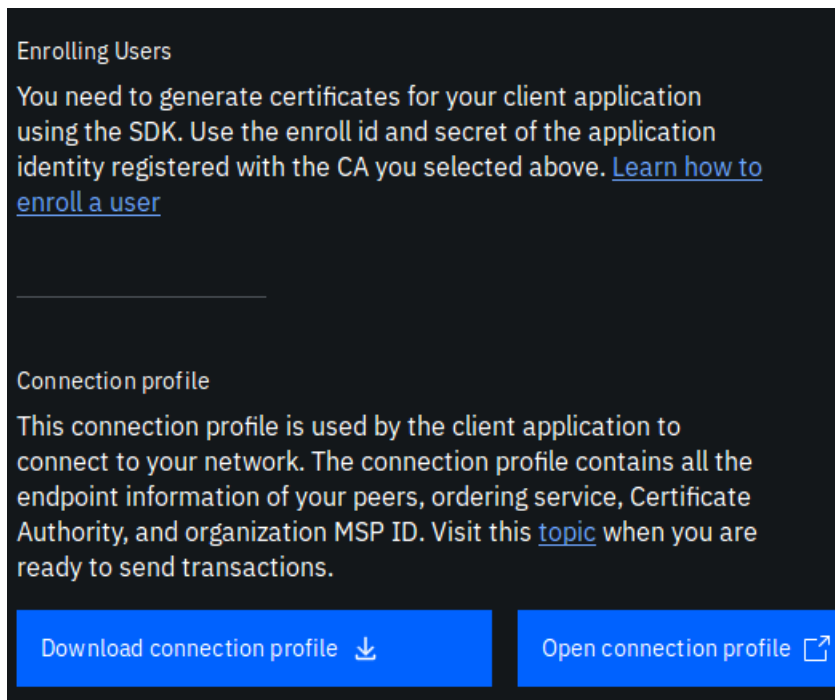 Enrolling Users
You need to generate certificates for your client application
using the SDK. Use the enroll id and secret of the application
identity registered with the CA you selected above. Learn how to
enroll a user
Connection profile
This connection profile is used by the client application to
connect to your network. The connection profile contains all the
endpoint information of your peers, ordering service, Certificate
Authority, and organization MSP ID. Visit this topic when you are
ready to send transactions.
Download connection profile
Open connection profile